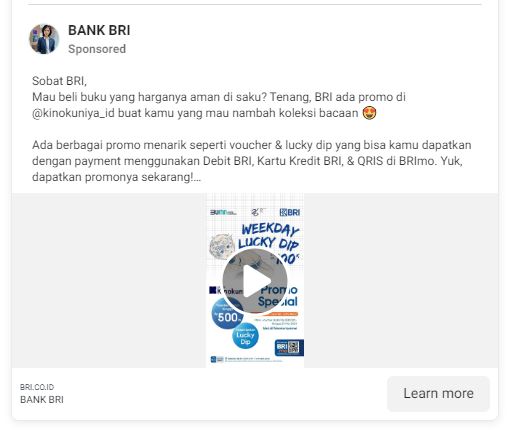 BANK BRI
Sponsored
Sobat BRI,
Mau beli buku yang harganya aman di saku? Tenang, BRI ada promo di
@kinokuniya_id buat kamu yang mau nambah koleksi bacaan 🤩
Ada berbagai promo menarik seperti voucher & lucky dip yang bisa kamu dapatkan
dengan payment menggunakan Debit BRI, Kartu Kredit BRI, & QRIS di BRImo. Yuk,
dapatkan promonya sekarang!...
BUMN
BRI
WEEKDAY
LUCKY DIP
Promo
Spesial
500
Lucky
Dip
BRI
BRI.CO.ID
BANK BRI
Learn more